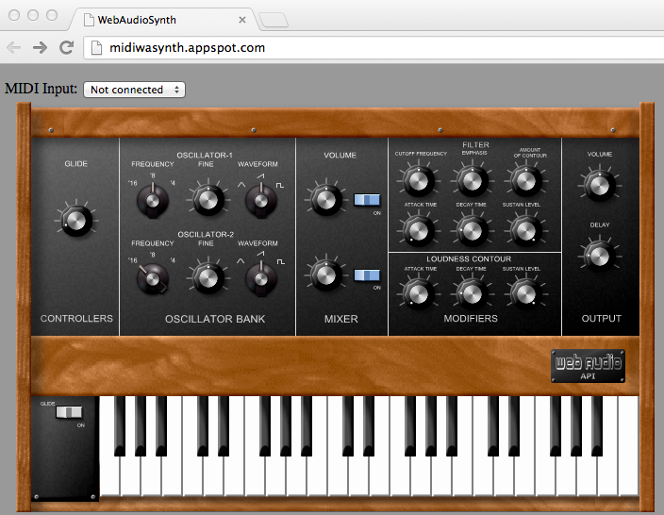 WebAudioSynth
midiwasynth.appspot.com
MIDI Input: Not connected
GLIDE
CONTROLLERS
OSCILLATOR-1
FREQUENCY FINE WAVEFORM
'16 '8 '4
OSCILLATOR-2
FREQUENCY FINE WAVEFORM
'16 '8 '4
OSCILLATOR BANK
VOLUME
ON
ON
MIXER
FILTER
CUTOFF FREQUENCY EMPHASIS AMOUNT
OF CONTOUR
ATTACK TIME DECAY TIME SUSTAIN LEVEL
LOUDNESS CONTOUR
ATTACK TIME DECAY TIME SUSTAIN LEVEL
MODIFIERS
VOLUME
DELAY
OUTPUT
web audio
API
GLIDE
ON